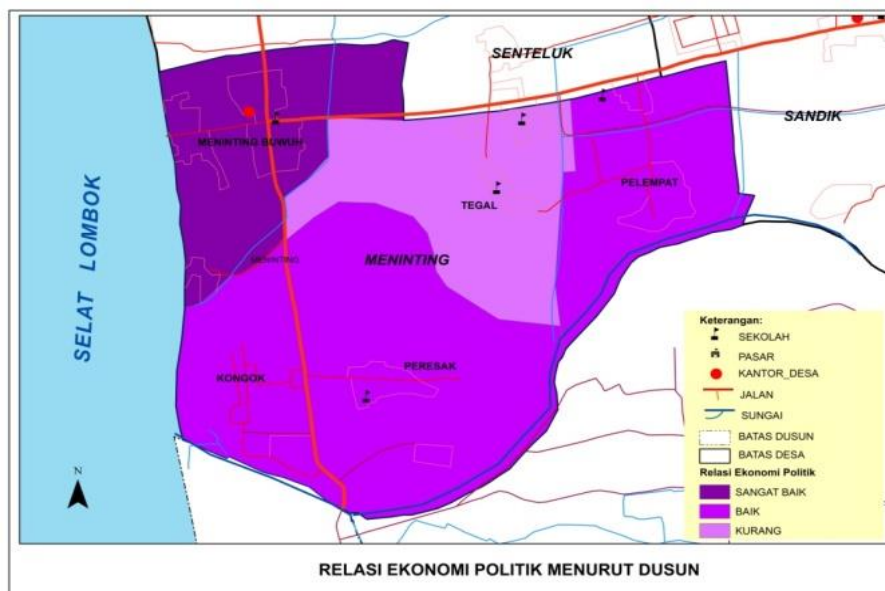 SENTELUK
SANDIK
MENINTING BUWUH
PELEMPAT
TEGAL
SELAT LOMBOK
MENINTING
MENINTING
PERESAK
KONGOK
N
Keterangan:
SEKOLAH
PASAR
KANTOR_DESA
JALAN
SUNGAI
BATAS DUSUN
BATAS DESA
Relasi Ekonomi Politik
SANGAT BAIK
BAIK
KURANG
RELASI EKONOMI POLITIK MENURUT DUSUN